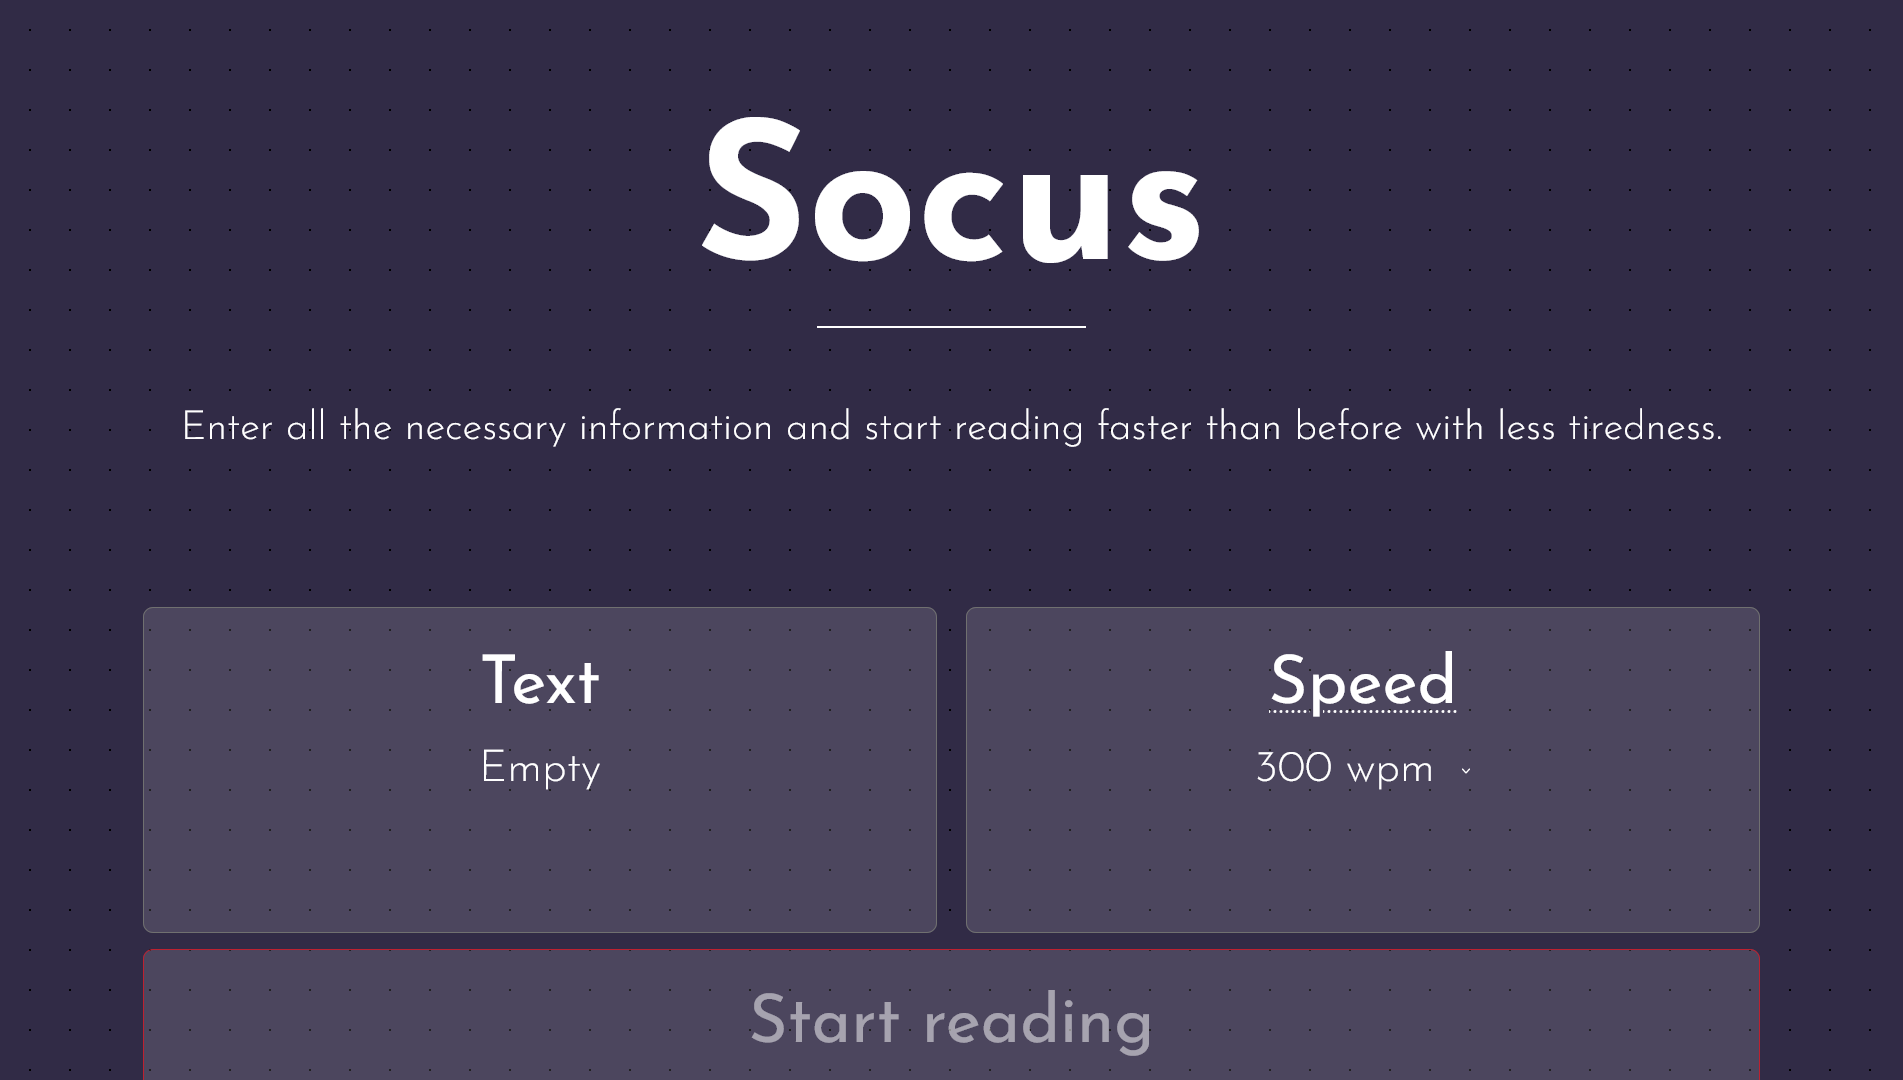 Socus
Enter all the necessary information and start reading faster than before with less tiredness.
Text
Empty
Speed
300 wpm
Start reading